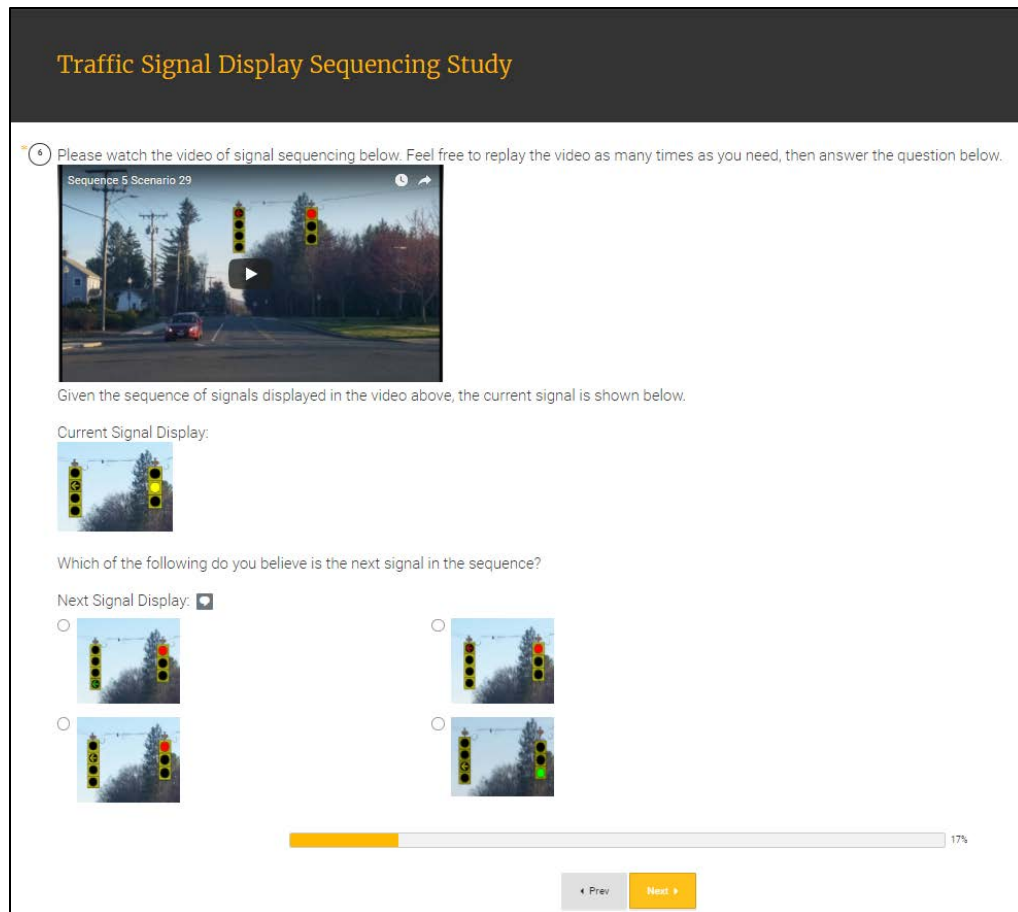 Traffic Signal Display Sequencing Study
* 6 Please watch the video of signal sequencing below. Feel free to replay the video as many times as you need, then answer the question below.
Sequence 5 Scenario 29
Given the sequence of signals displayed in the video above, the current signal is shown below.
Current Signal Display:
Which of the following do you believe is the next signal in the sequence?
Next Signal Display:
17%
Prev
Next